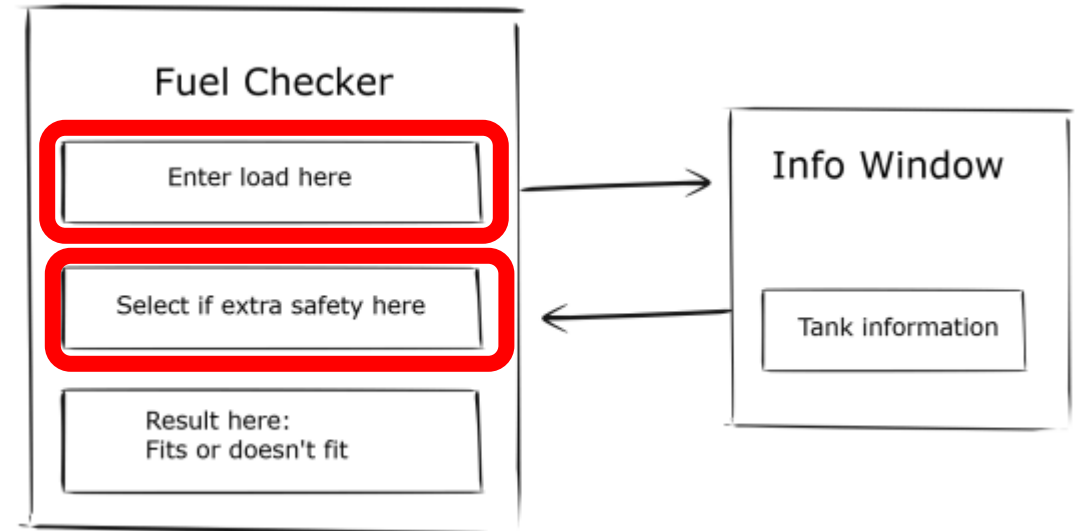 Fuel Checker
Enter load here
Select if extra safety here
Result here:
Fits or doesn't fit
Info Window
Tank information